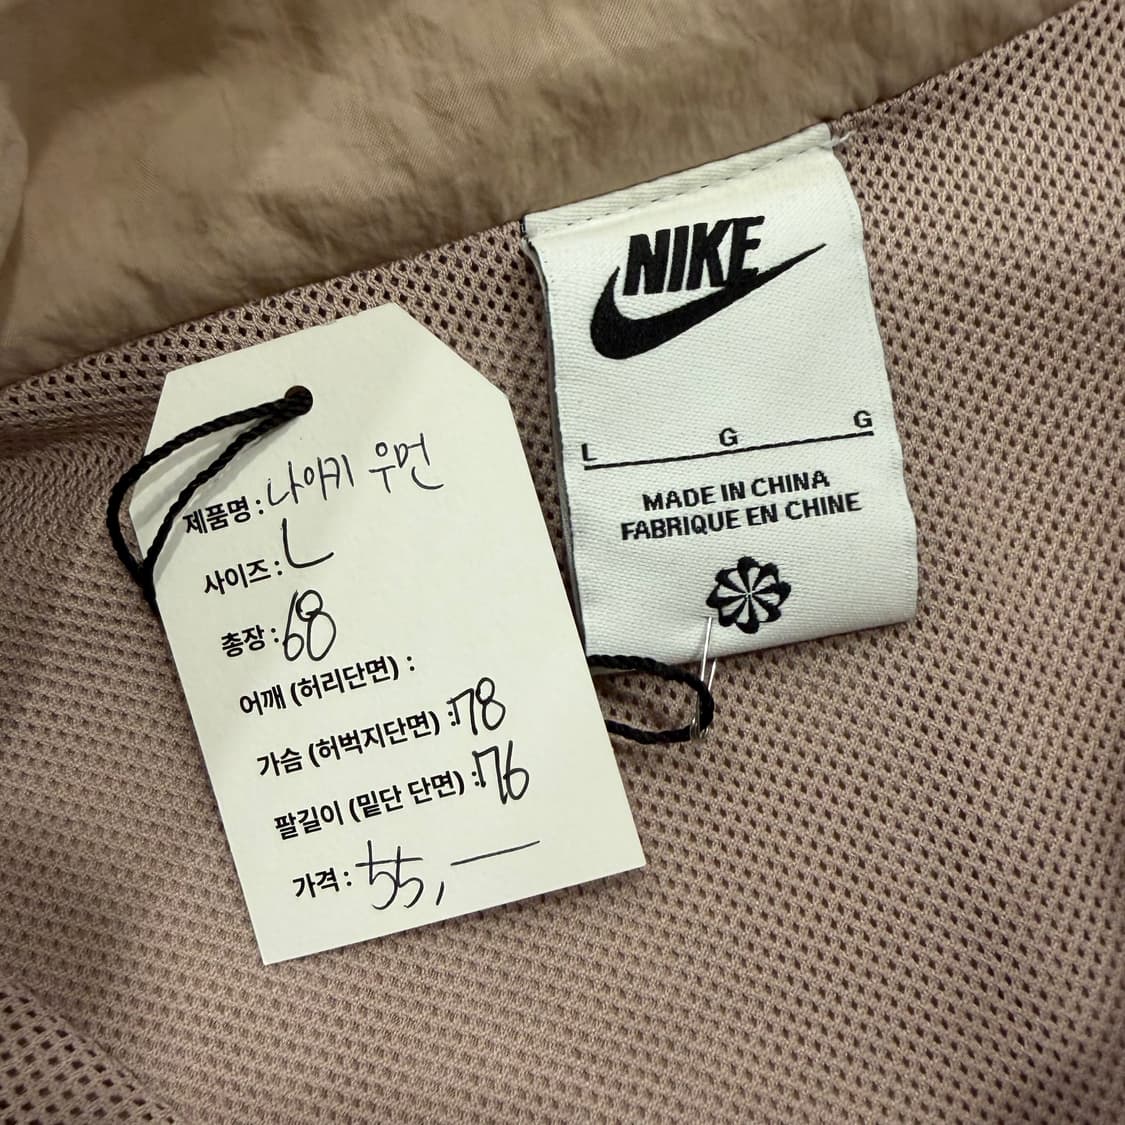 제품명 : 나이키 우먼
사이즈 : L
총장 : 68
어깨 (허리단면) :
가슴 (허벅지단면) : 78
팔길이 (밑단 단면) : 76
가격 : 55,—
NIKE
L G G
MADE IN CHINA
FABRIQUE EN CHINE